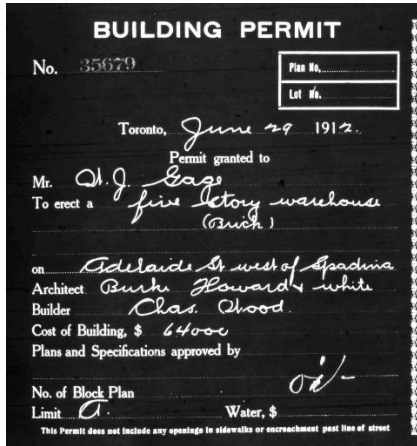 BUILDING PERMIT
No. 35679
Plan No,
Lot No.
Toronto, June 29 1912.
Permit granted to
Mr. W. J. Gage
To erect a five story warehouse
(Brick)
on Adelaide St west of Spadina
Architect Burke Howard & white
Builder Chas. Wood.
Cost of Building, $ 64000
Plans and Specifications approved by
No. of Block Plan
Limit A. Water, $
This Permit does not include any openings in sidewalks or encroachment past line of street